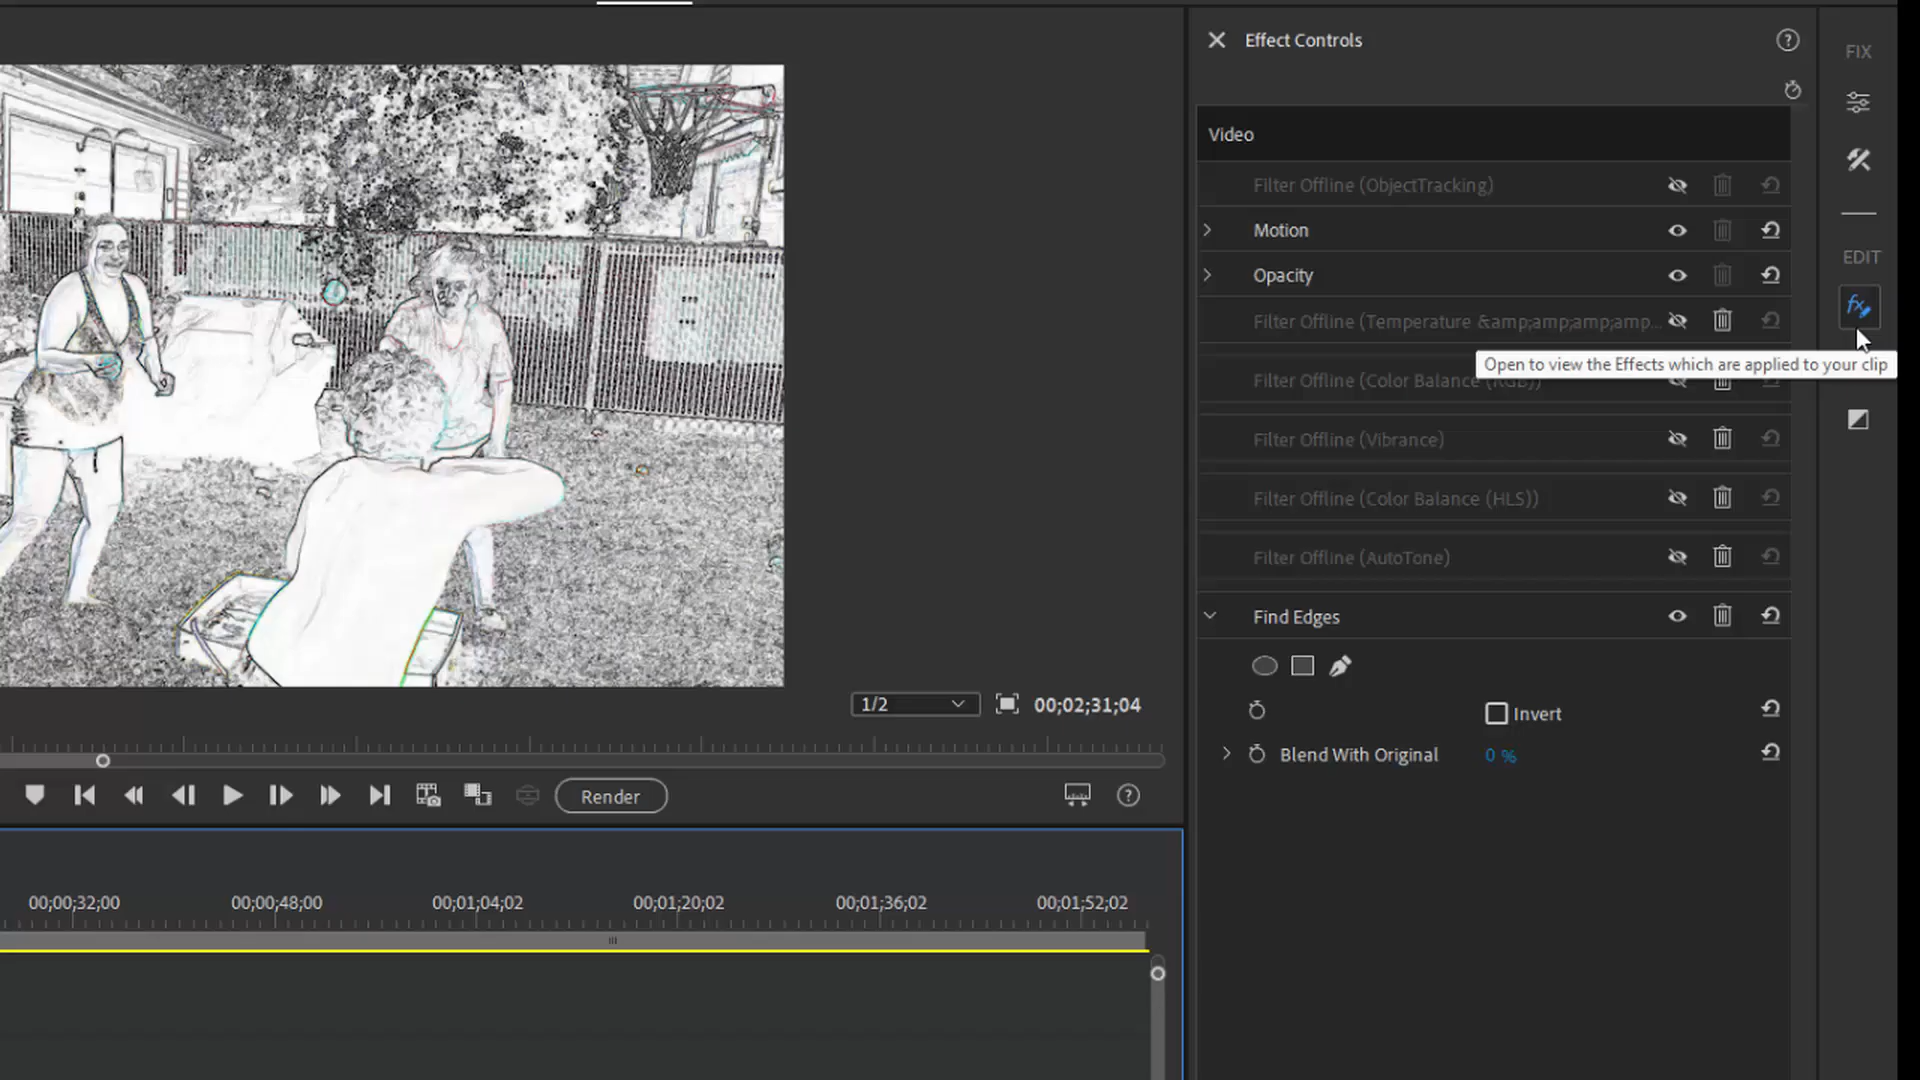 Effect Controls
FIX
Video
Filter Offline (ObjectTracking)
Motion
EDIT
Opacity
Filter Offline (Temperature &amp;amp;amp;amp;amp...
Open to view the Effects which are applied to your clip
Filter Offline (Color Balance (RGB))
Filter Offline (Vibrance)
Filter Offline (Color Balance (HLS))
Filter Offline (AutoTone)
Find Edges
1/2
00;02;31;04
Invert
Blend With Original
0 %
Render
00;00;32;00
00;00;48;00
00;01;04;02
00;01;20;02
00;01;36;02
00;01;52;02